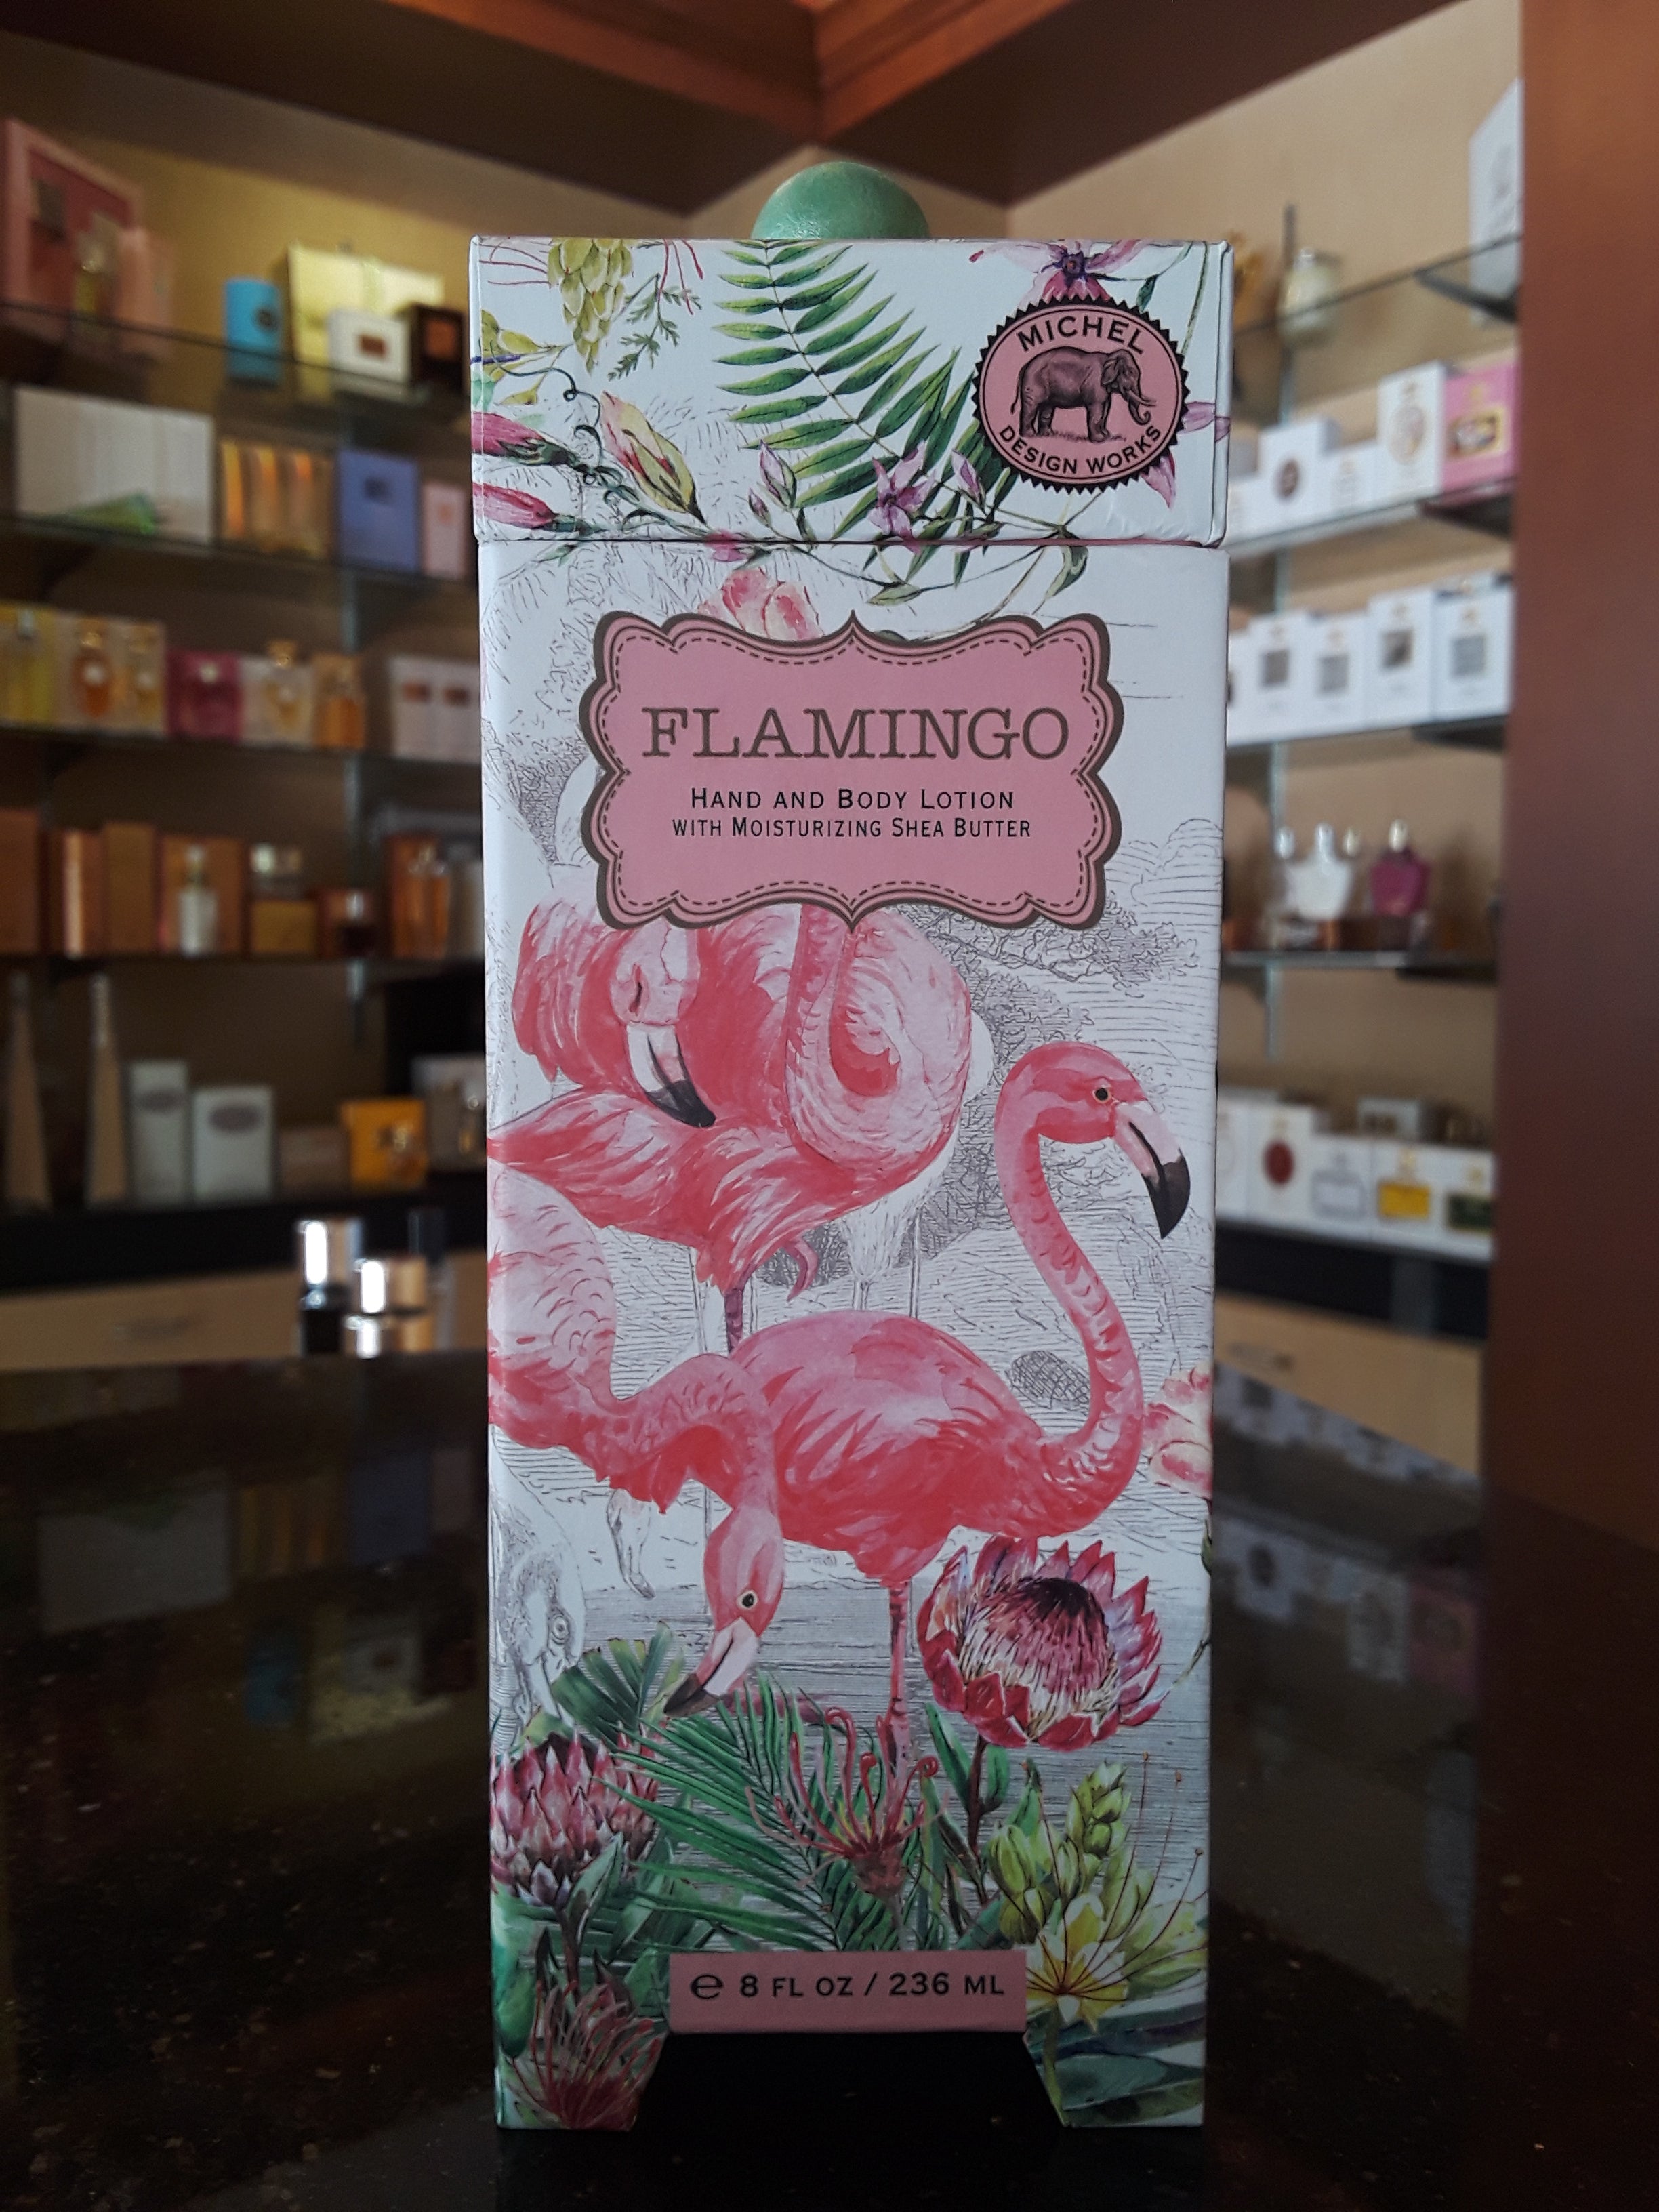 MICHEL
DESIGN WORKS
FLAMINGO
HAND AND BODY LOTION
WITH MOISTURIZING SHEA BUTTER
℮ 8 FL OZ / 236 ML